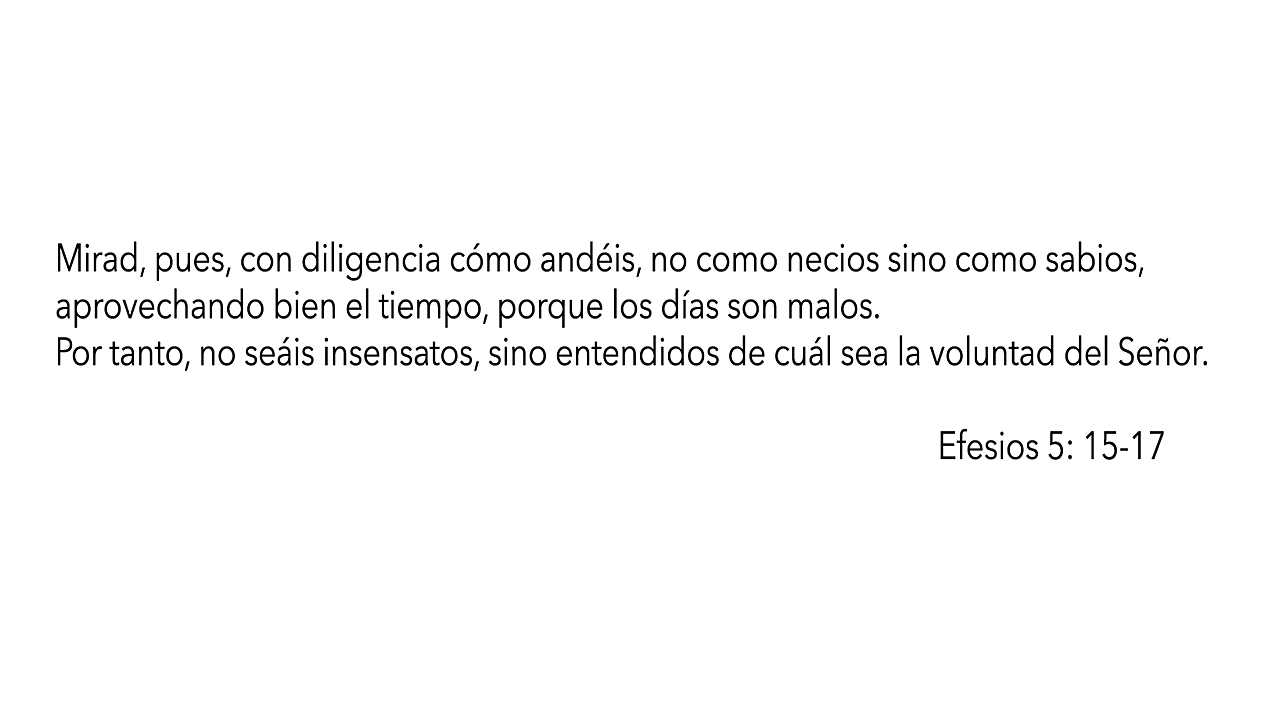 Mirad, pues, con diligencia cómo andéis, no como necios sino como sabios,
aprovechando bien el tiempo, porque los días son malos.
Por tanto, no seáis insensatos, sino entendidos de cuál sea la voluntad del Señor.
Efesios 5: 15-17